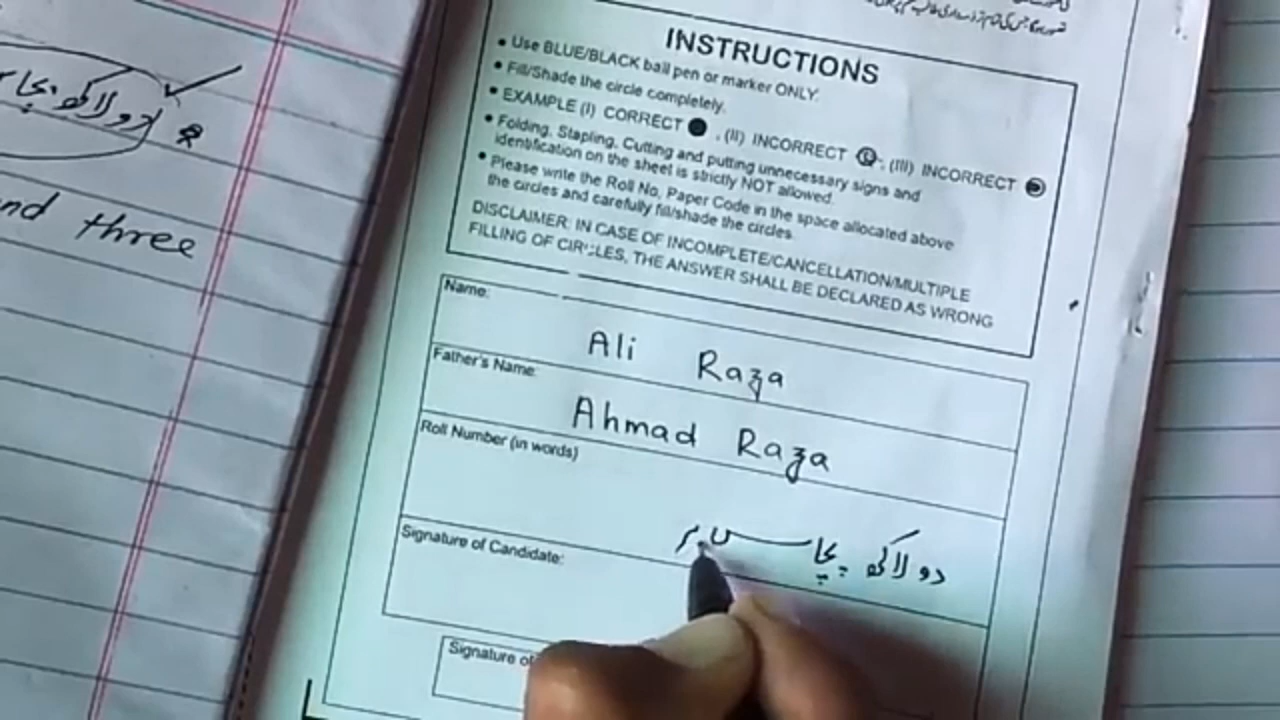 دو لاکھ پچاس
nd three
INSTRUCTIONS
• Use BLUE/BLACK ball pen or marker ONLY.
• Fill/Shade the circle completely.
• EXAMPLE (I) CORRECT , (II) INCORRECT , (III) INCORRECT
• Folding, Stapling, Cutting and putting unnecessary signs and
identification on the sheet is strictly NOT allowed.
• Please write the Roll No, Paper Code in the space allocated above
the circles and carefully fill/shade the circles.
DISCLAIMER: IN CASE OF INCOMPLETE/CANCELLATION/MULTIPLE
FILLING OF CIRCLES, THE ANSWER SHALL BE DECLARED AS WRONG
Name: Ali Raza
Father's Name: Ahmad Raza
Roll Number (in words)
دو لاکھ پچاس
Signature of Candidate:
Signature of